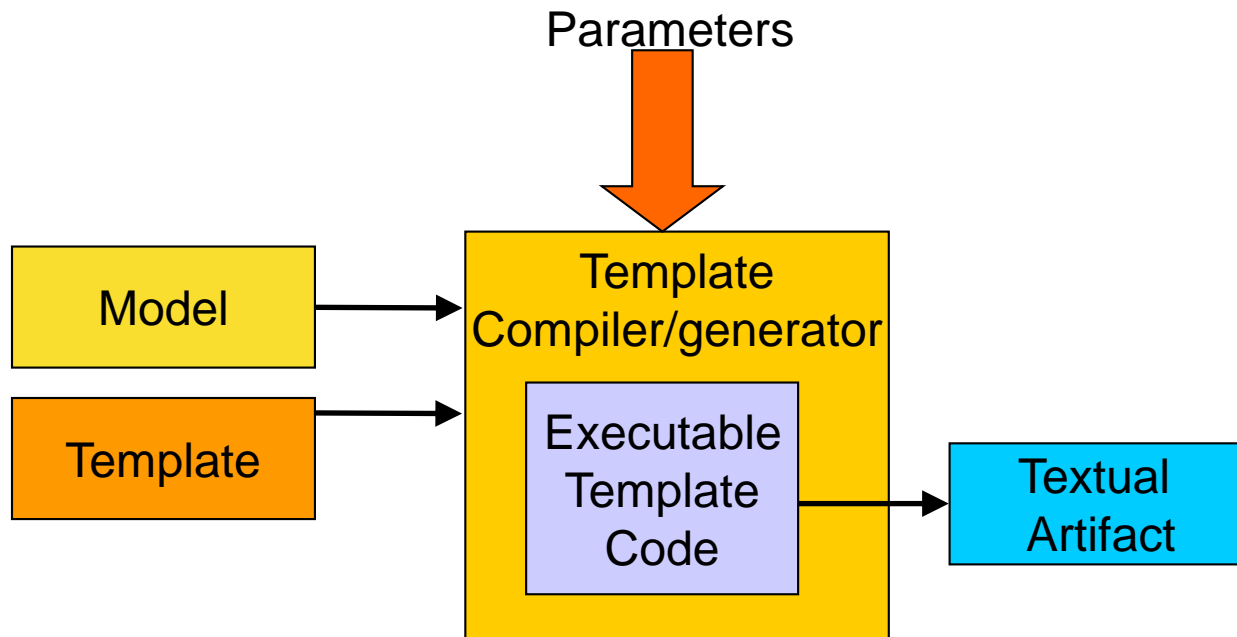 Parameters
Model
Template
Template
Compiler/generator
Executable
Template
Code
Textual
Artifact